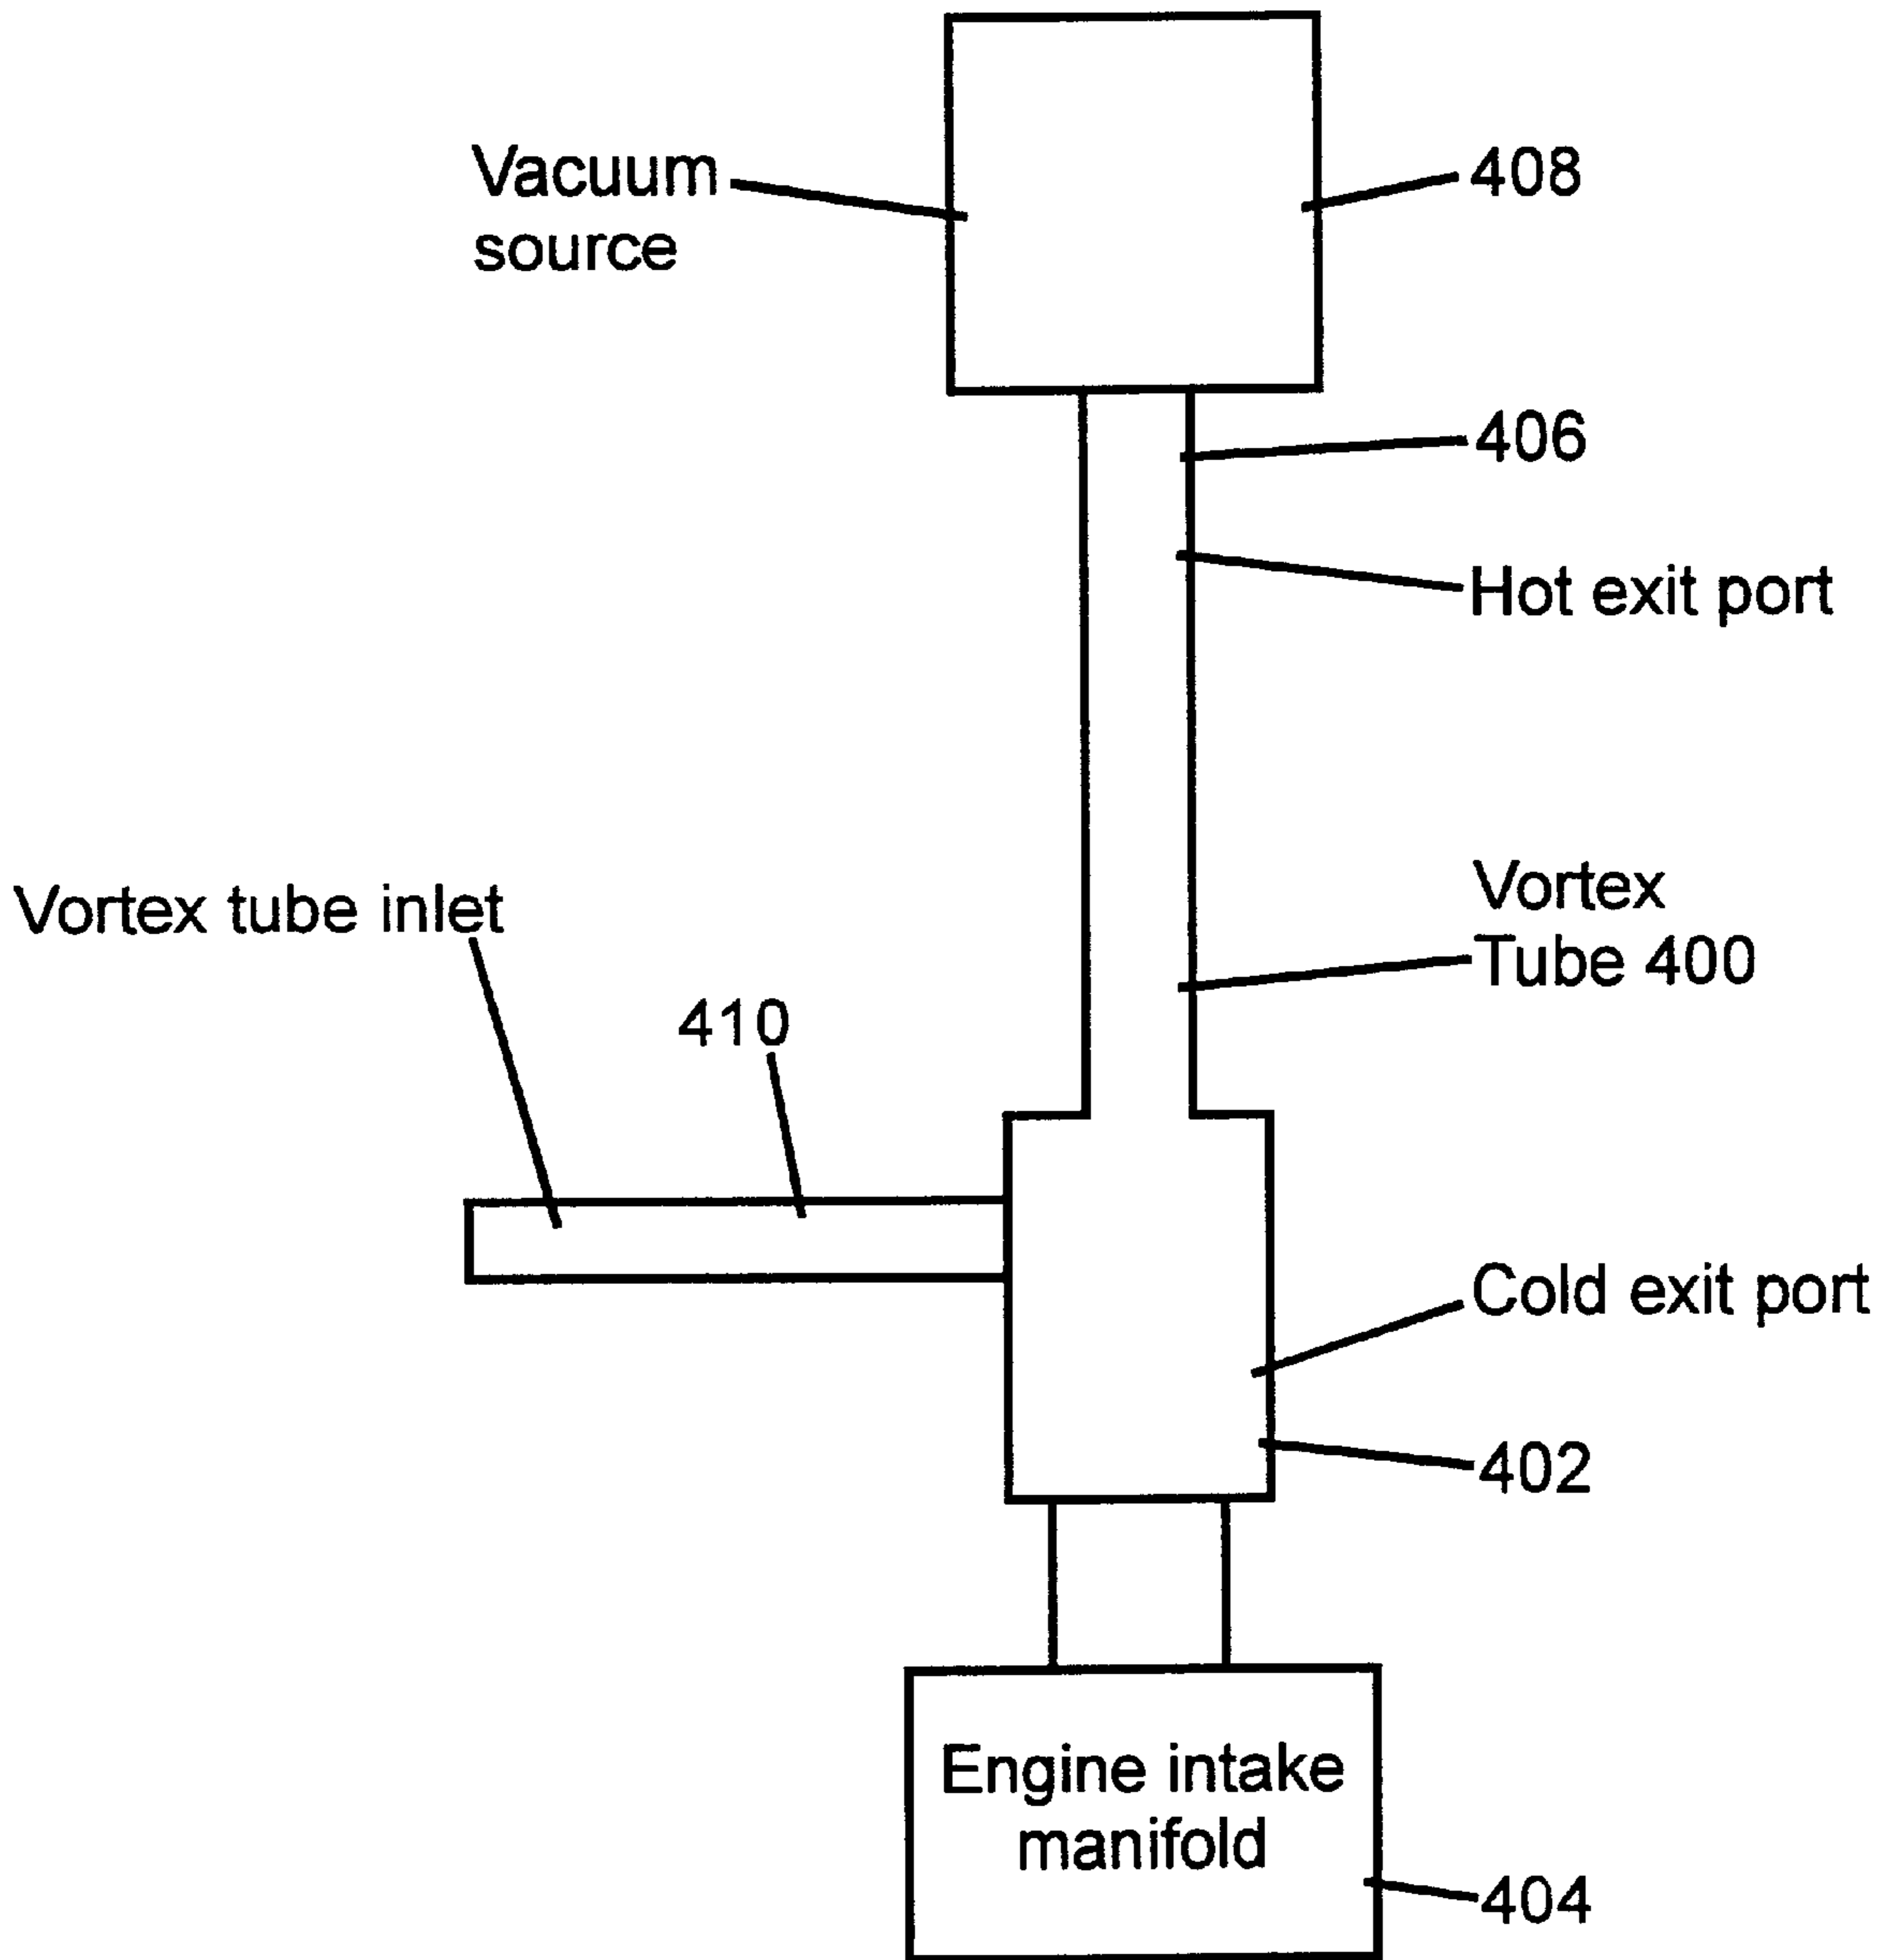 Vacuum
source
408
406
Hot exit port
Vortex
Tube 400
Vortex tube inlet
410
Cold exit port
402
Engine intake
manifold
404